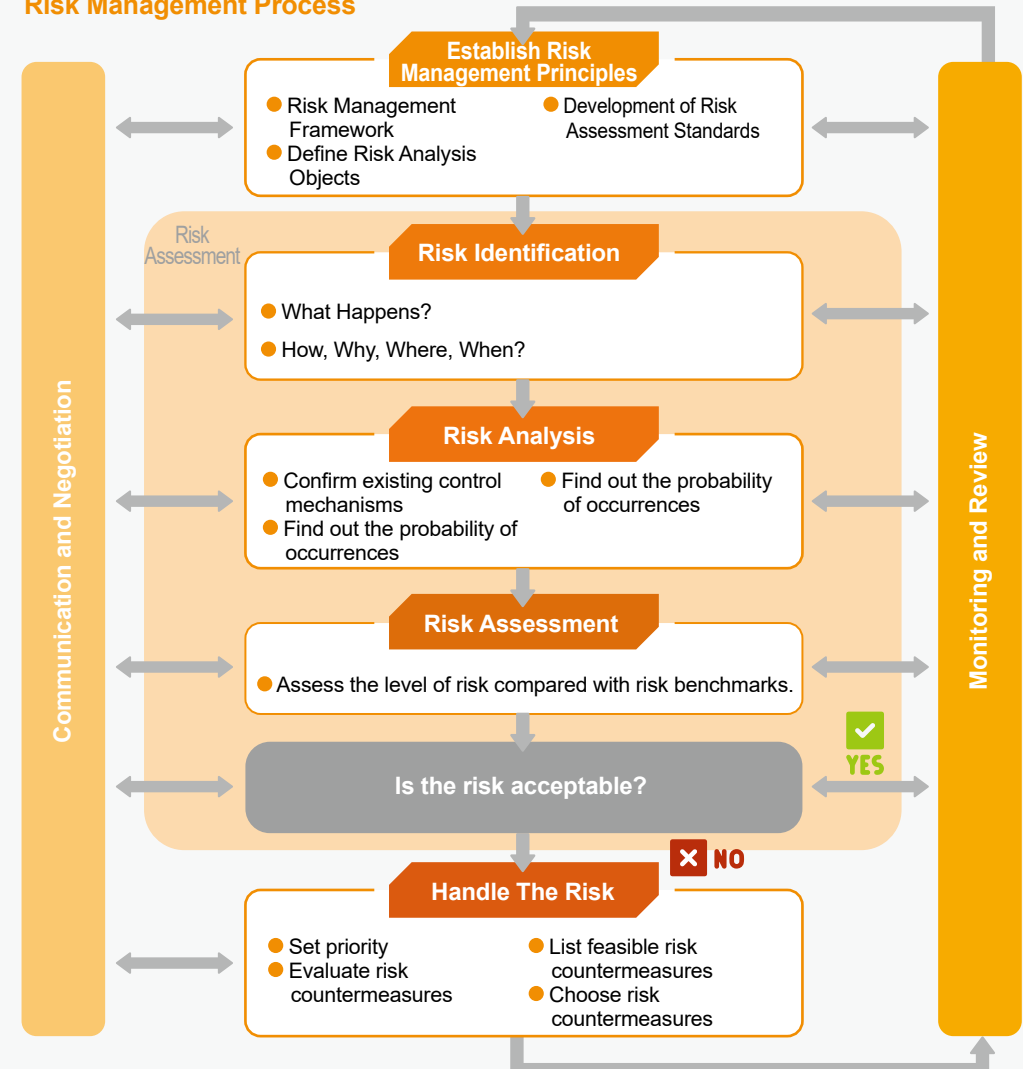 Risk Management Process
Establish Risk
Management Principles
Risk Management
Framework
Define Risk Analysis
Objects
Development of Risk
Assessment Standards
Risk
Assessment
Risk Identification
What Happens?
How, Why, Where, When?
Risk Analysis
Confirm existing control
mechanisms
Find out the probability of
occurrences
Find out the probability
of occurrences
Risk Assessment
Assess the level of risk compared with risk benchmarks.
Is the risk acceptable?
YES
NO
Handle The Risk
Set priority
Evaluate risk
countermeasures
List feasible risk
countermeasures
Choose risk
countermeasures
Communication and Negotiation
Monitoring and Review